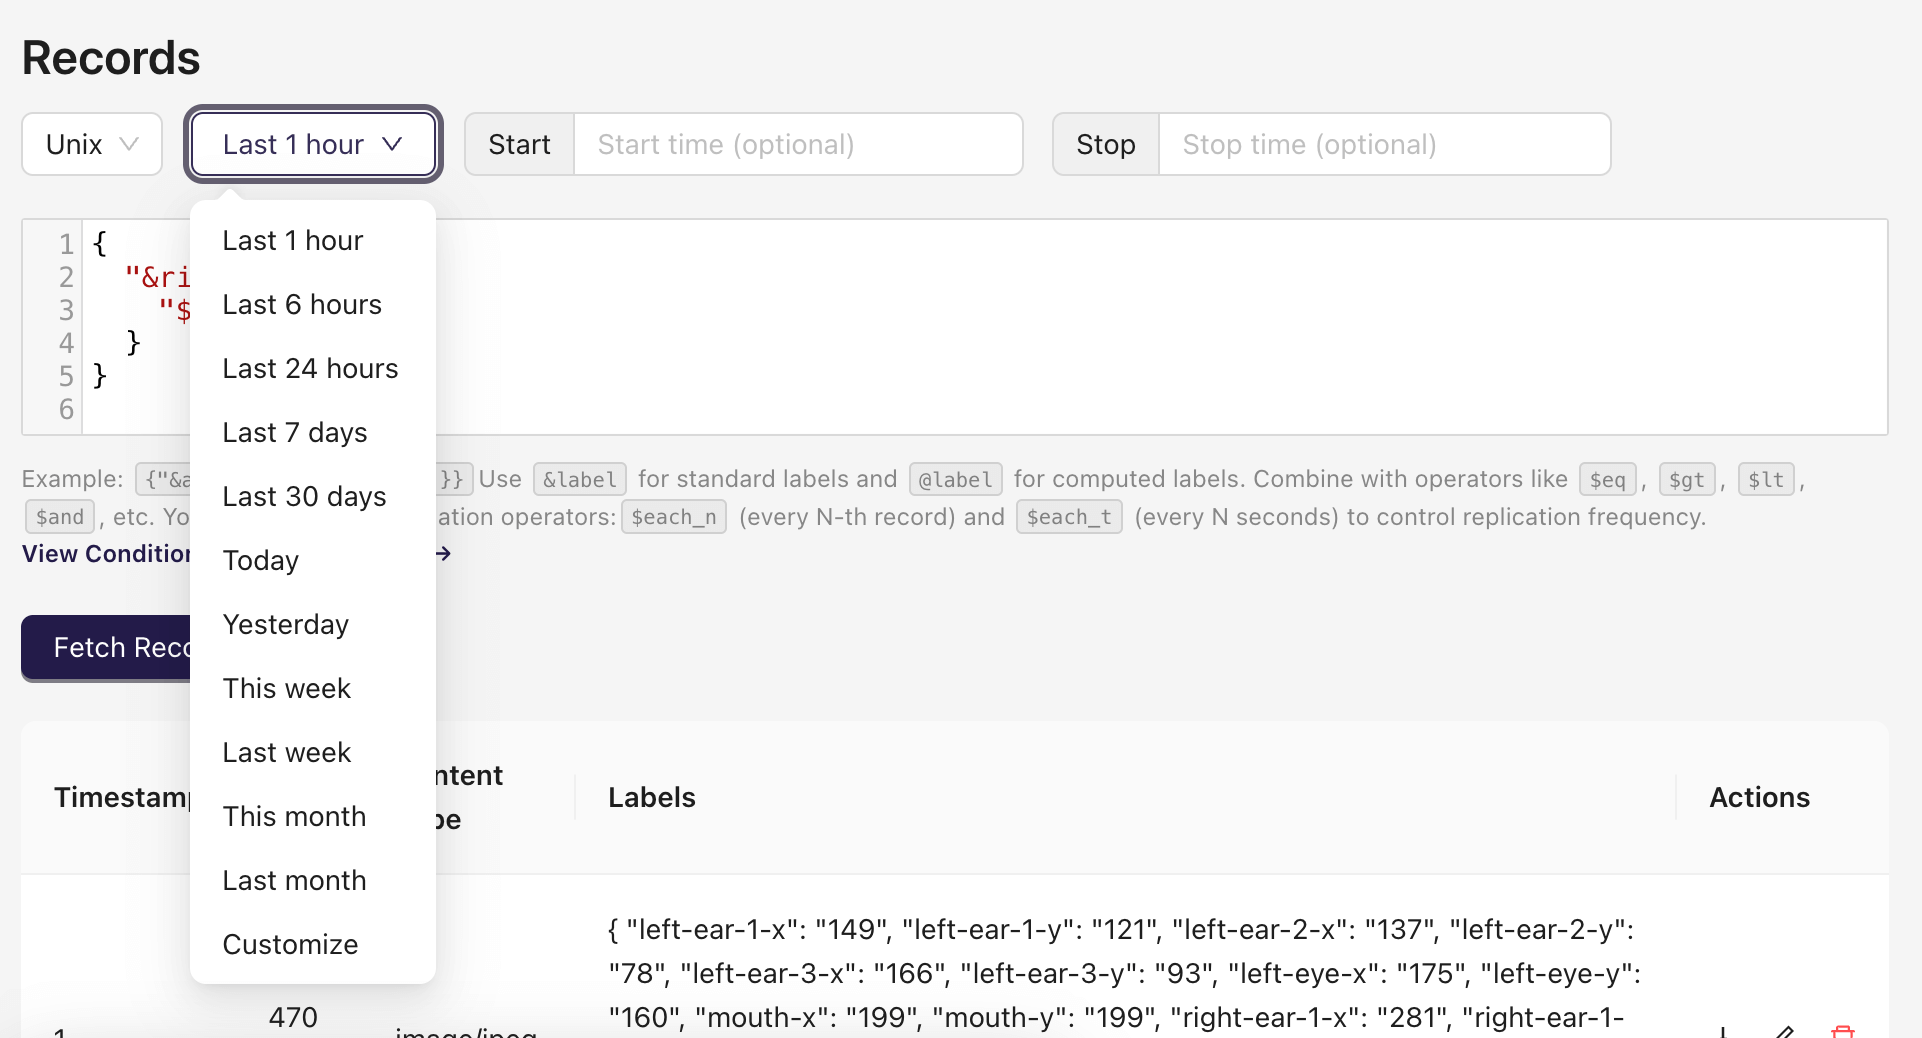 Records
Unix Last 1 hour Start Start time (optional) Stop Stop time (optional)
Last 1 hour
Last 6 hours
Last 24 hours
Last 7 days
Last 30 days
Today
Yesterday
This week
Last week
This month
Last month
Customize
1 {
2 "&ri
3 "$
4 }
5 }
6
Example: {"&a }} Use &label for standard labels and @label for computed labels. Combine with operators like $eq , $gt , $lt ,
$and , etc. Yo ation operators: $each_n (every N-th record) and $each_t (every N seconds) to control replication frequency.
View Condition →
Fetch Reco
Timestamp ntent Labels Actions
pe
{ "left-ear-1-x": "149", "left-ear-1-y": "121", "left-ear-2-x": "137", "left-ear-2-y":
"78", "left-ear-3-x": "166", "left-ear-3-y": "93", "left-eye-x": "175", "left-eye-y":
"160", "mouth-x": "199", "mouth-y": "199", "right-ear-1-x": "281", "right-ear-1-
470
1 image/jpeg